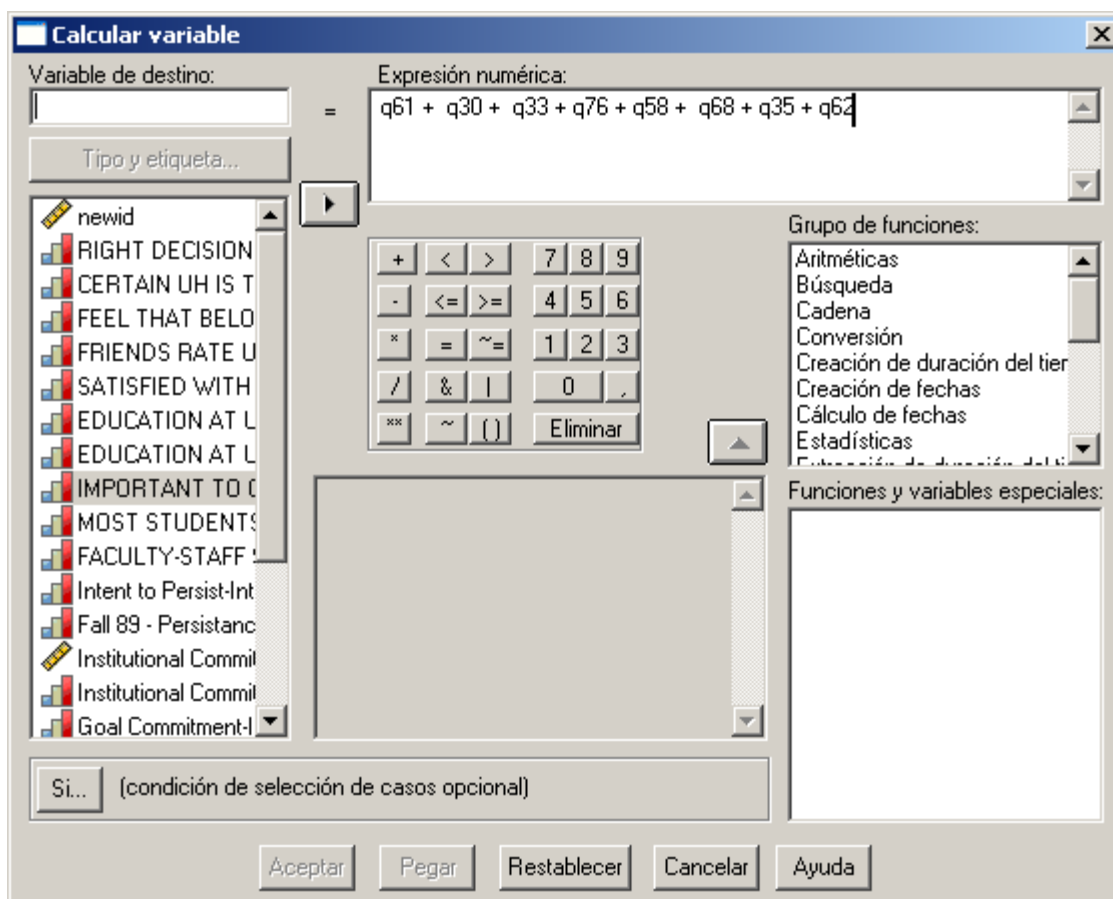 Calcular variable
Variable de destino:
Expresión numérica:
=
q61 + q30 + q33 + q76 + q58 + q68 + q35 + q62
Tipo y etiqueta...
newid
RIGHT DECISION
CERTAIN UH IS T
FEEL THAT BELO
FRIENDS RATE U
SATISFIED WITH
EDUCATION AT U
EDUCATION AT U
IMPORTANT TO
MOST STUDENTS
FACULTY-STAFF
Intent to Persist-Int
Fall 89 - Persistanc
Institutional Commit
Institutional Commit
Goal Commitment-I
+ < > 7 8 9
- <= >= 4 5 6
* = ~= 1 2 3
/ & | 0 ,
** ~ () Eliminar
Grupo de funciones:
Aritméticas
Búsqueda
Cadena
Conversión
Creación de duración del tier
Creación de fechas
Cálculo de fechas
Estadísticas
Funciones y variables especiales:
Si...
(condición de selección de casos opcional)
Aceptar
Pegar
Restablecer
Cancelar
Ayuda